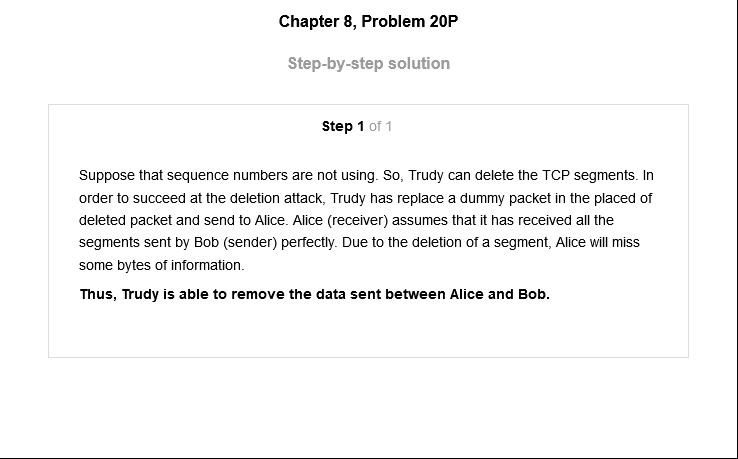 Chapter 8, Problem 20P
Step-by-step solution
Step 1 of 1
Suppose that sequence numbers are not using. So, Trudy can delete the TCP segments. In
order to succeed at the deletion attack, Trudy has replace a dummy packet in the placed of
deleted packet and send to Alice. Alice (receiver) assumes that it has received all the
segments sent by Bob (sender) perfectly. Due to the deletion of a segment, Alice will miss
some bytes of information.
Thus, Trudy is able to remove the data sent between Alice and Bob.